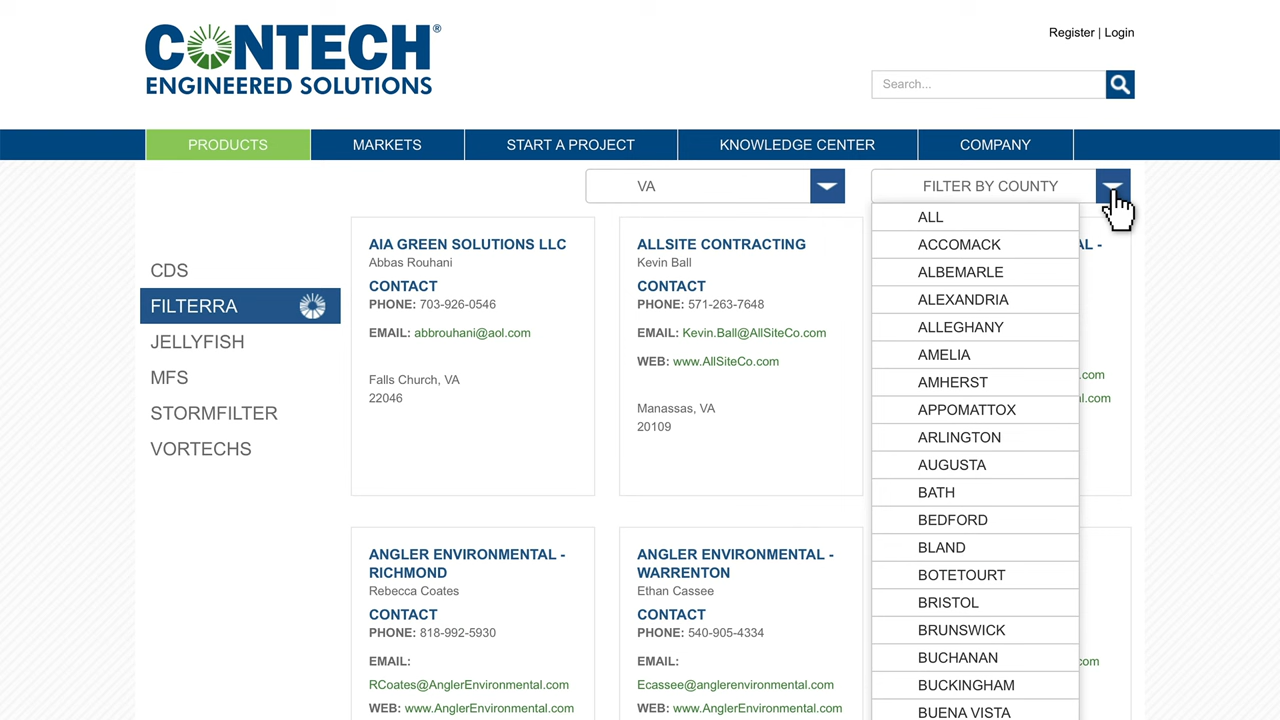 CONTECH®
ENGINEERED SOLUTIONS
Register | Login
Search...
PRODUCTS
MARKETS
START A PROJECT
KNOWLEDGE CENTER
COMPANY
VA
FILTER BY COUNTY
CDS
FILTERRA
JELLYFISH
MFS
STORMFILTER
VORTECHS
AIA GREEN SOLUTIONS LLC
Abbas Rouhani
CONTACT
PHONE: 703-926-0546
EMAIL: abbrouhani@aol.com
Falls Church, VA
22046
ALLSITE CONTRACTING
Kevin Ball
CONTACT
PHONE: 571-263-7648
EMAIL: Kevin.Ball@AllSiteCo.com
WEB: www.AllSiteCo.com
Manassas, VA
20109
AL -
.com
l.com
ANGLER ENVIRONMENTAL -
RICHMOND
Rebecca Coates
CONTACT
PHONE: 818-992-5930
EMAIL:
RCoates@AnglerEnvironmental.com
WEB: www.AnglerEnvironmental.com
ANGLER ENVIRONMENTAL -
WARRENTON
Ethan Cassee
CONTACT
PHONE: 540-905-4334
EMAIL:
Ecassee@anglerenvironmental.com
WEB: www.AnglerEnvironmental.com
com
ALL
ACCOMACK
ALBEMARLE
ALEXANDRIA
ALLEGHANY
AMELIA
AMHERST
APPOMATTOX
ARLINGTON
AUGUSTA
BATH
BEDFORD
BLAND
BOTETOURT
BRISTOL
BRUNSWICK
BUCHANAN
BUCKINGHAM
BUENA VISTA